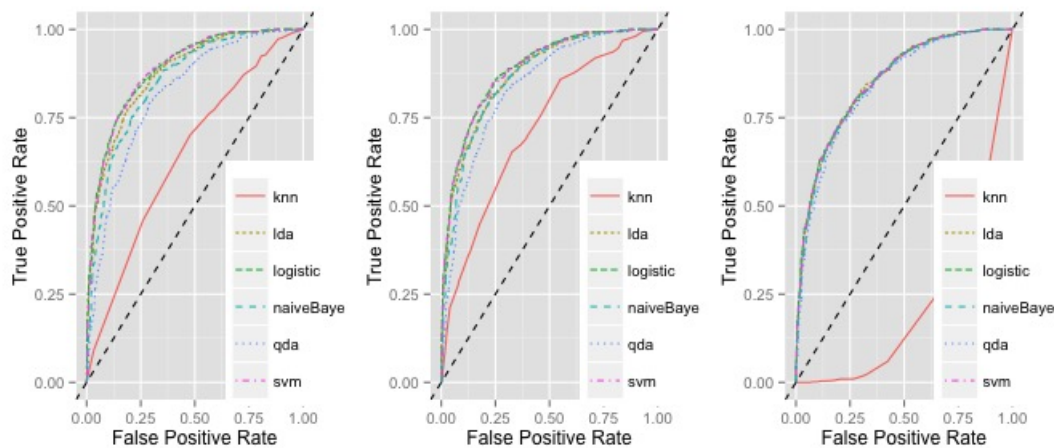 1.00
0.75
0.50
0.25
0.00
True Positive Rate
knn
lda
logistic
naiveBaye
qda
svm
0.00 0.25 0.50 0.75 1.00
False Positive Rate
1.00
0.75
0.50
0.25
0.00
True Positive Rate
knn
lda
logistic
naiveBaye
qda
svm
0.00 0.25 0.50 0.75 1.00
False Positive Rate
1.00
0.75
0.50
0.25
0.00
True Positive Rate
knn
lda
logistic
naiveBaye
qda
svm
0.00 0.25 0.50 0.75 1.00
False Positive Rate